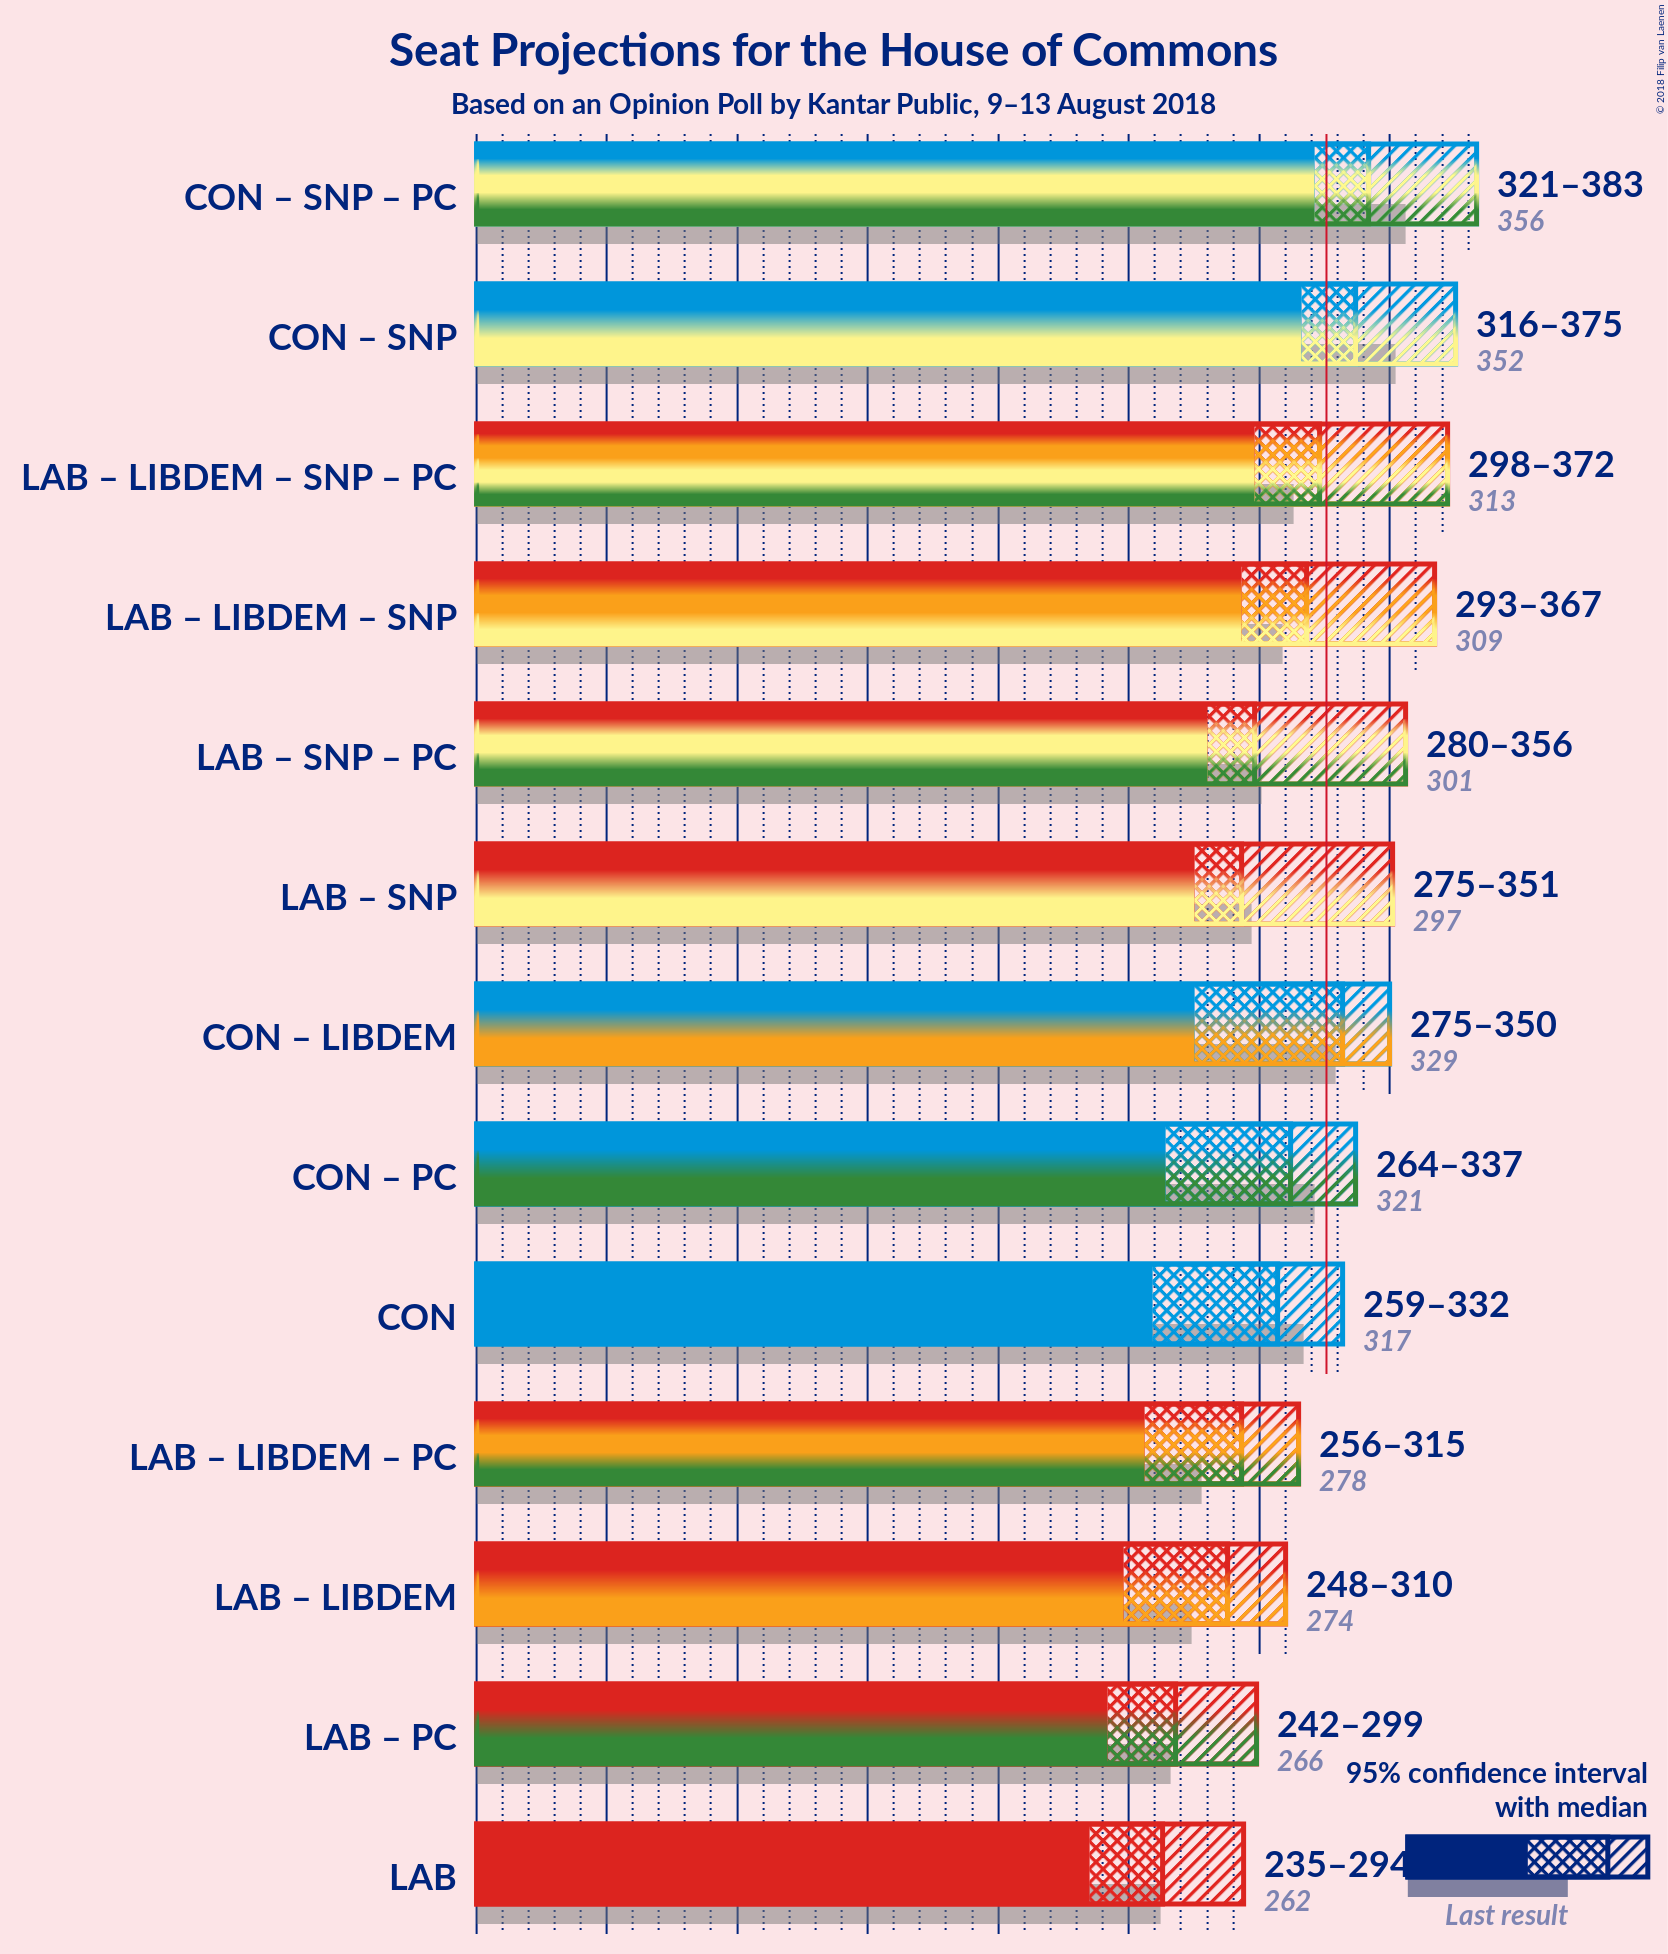 Seat Projections for the House of Commons
Based on an Opinion Poll by Kantar Public, 9–13 August 2018
© 2018 Filip van Laenen
CON – SNP – PC
321–383
356
CON – SNP
316–375
352
LAB – LIBDEM – SNP – PC
298–372
313
LAB – LIBDEM – SNP
293–367
309
LAB – SNP – PC
280–356
301
LAB – SNP
275–351
297
CON – LIBDEM
275–350
329
CON – PC
264–337
321
CON
259–332
317
LAB – LIBDEM – PC
256–315
278
LAB – LIBDEM
248–310
274
LAB – PC
242–299
266
LAB
235–294
262
95% confidence interval
with median
Last result